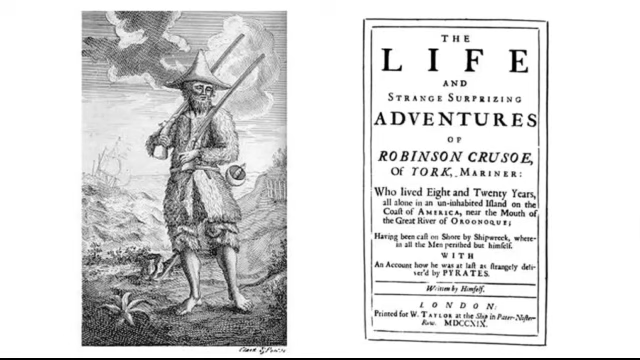 THE
LIFE
AND
STRANGE SURPRIZING
ADVENTURES
OF
ROBINSON CRUSOE,
OF YORK, MARINER:
Who lived Eight and Twenty Years,
all alone in an un-inhabited Island on the
Coast of AMERICA, near the Mouth of
the Great River of OROONOQUE;
Having been cast on Shore by Shipwreck, where-
in all the Men perished but himself.
WITH
An Account how he was at last as strangely deli-
ver'd by PYRATES.
Written by Himself.
LONDON:
Printed for W. TAYLOR at the Ship in Pater-Noster-
Row. MDCCXIX.